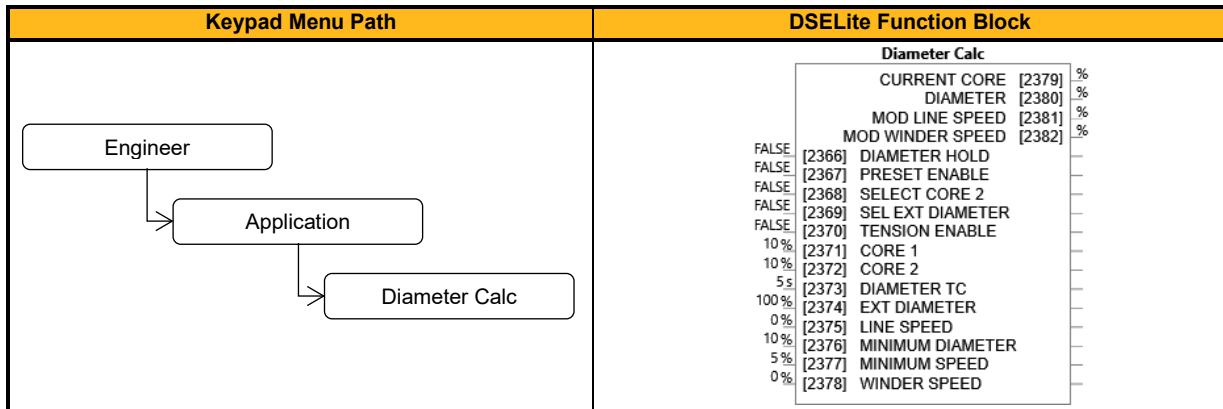 Keypad Menu Path
DSELite Function Block
Engineer
Application
Diameter Calc
Diameter Calc
CURRENT CORE [2379] %
DIAMETER [2380] %
MOD LINE SPEED [2381] %
MOD WINDER SPEED [2382] %
FALSE [2366] DIAMETER HOLD
FALSE [2367] PRESET ENABLE
FALSE [2368] SELECT CORE 2
FALSE [2369] SEL EXT DIAMETER
FALSE [2370] TENSION ENABLE
10 % [2371] CORE 1
10 % [2372] CORE 2
5 s [2373] DIAMETER TC
100 % [2374] EXT DIAMETER
0 % [2375] LINE SPEED
10 % [2376] MINIMUM DIAMETER
5 % [2377] MINIMUM SPEED
0 % [2378] WINDER SPEED